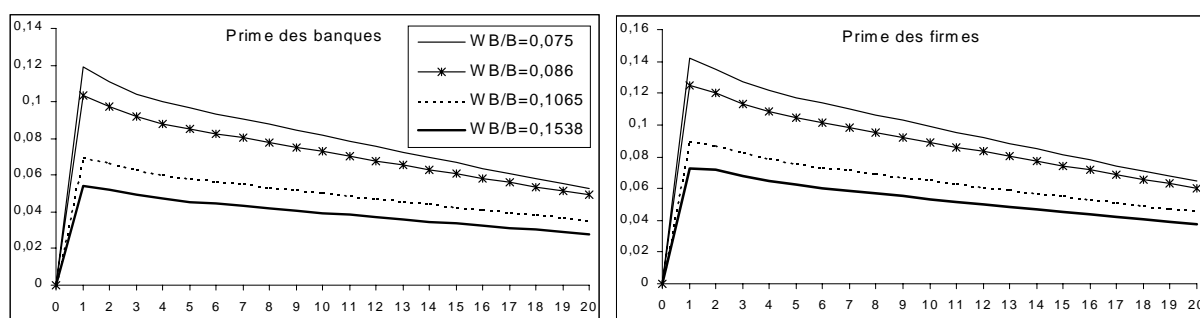 Prime des banques
0,14
0,12
0,1
0,08
0,06
0,04
0,02
0
0 1 2 3 4 5 6 7 8 9 10 11 12 13 14 15 16 17 18 19 20
WB/B=0,075
WB/B=0,086
WB/B=0,1065
WB/B=0,1538
Prime des firmes
0,16
0,14
0,12
0,1
0,08
0,06
0,04
0,02
0
0 1 2 3 4 5 6 7 8 9 10 11 12 13 14 15 16 17 18 19 20